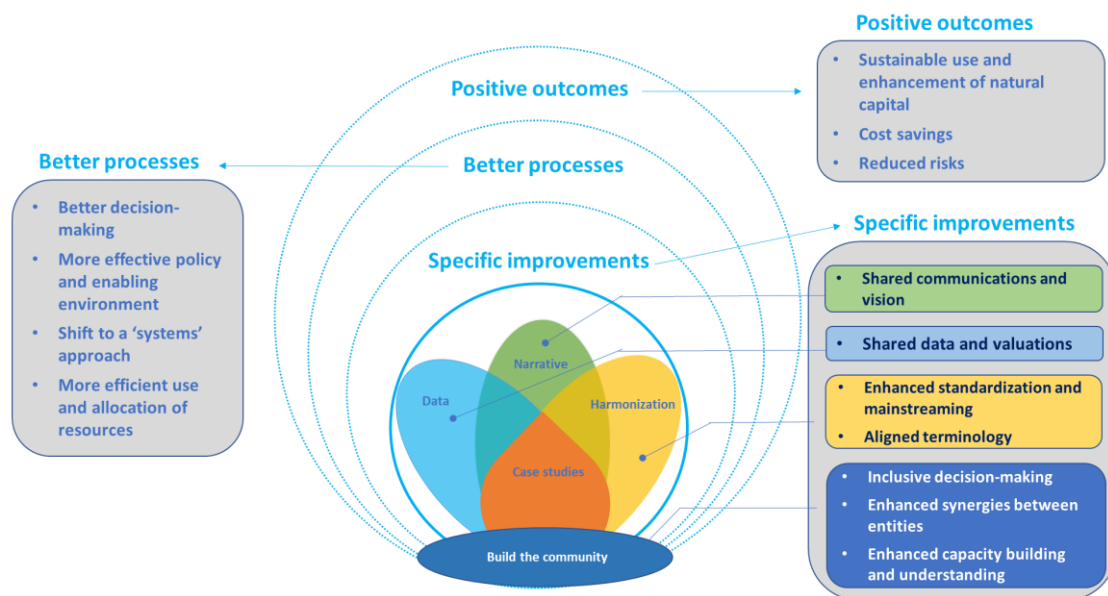 Positive outcomes
• Sustainable use and
enhancement of natural
capital
• Cost savings
• Reduced risks
Positive outcomes
Better processes
Better processes
• Better decision-
making
• More effective policy
and enabling
environment
• Shift to a ‘systems’
approach
• More efficient use
and allocation of
resources
Specific improvements
Specific improvements
• Shared communications and
vision
• Shared data and valuations
• Enhanced standardization and
mainstreaming
• Aligned terminology
• Inclusive decision-making
• Enhanced synergies between
entities
• Enhanced capacity building
and understanding
Narrative
Data
Harmonization
Case studies
Build the community